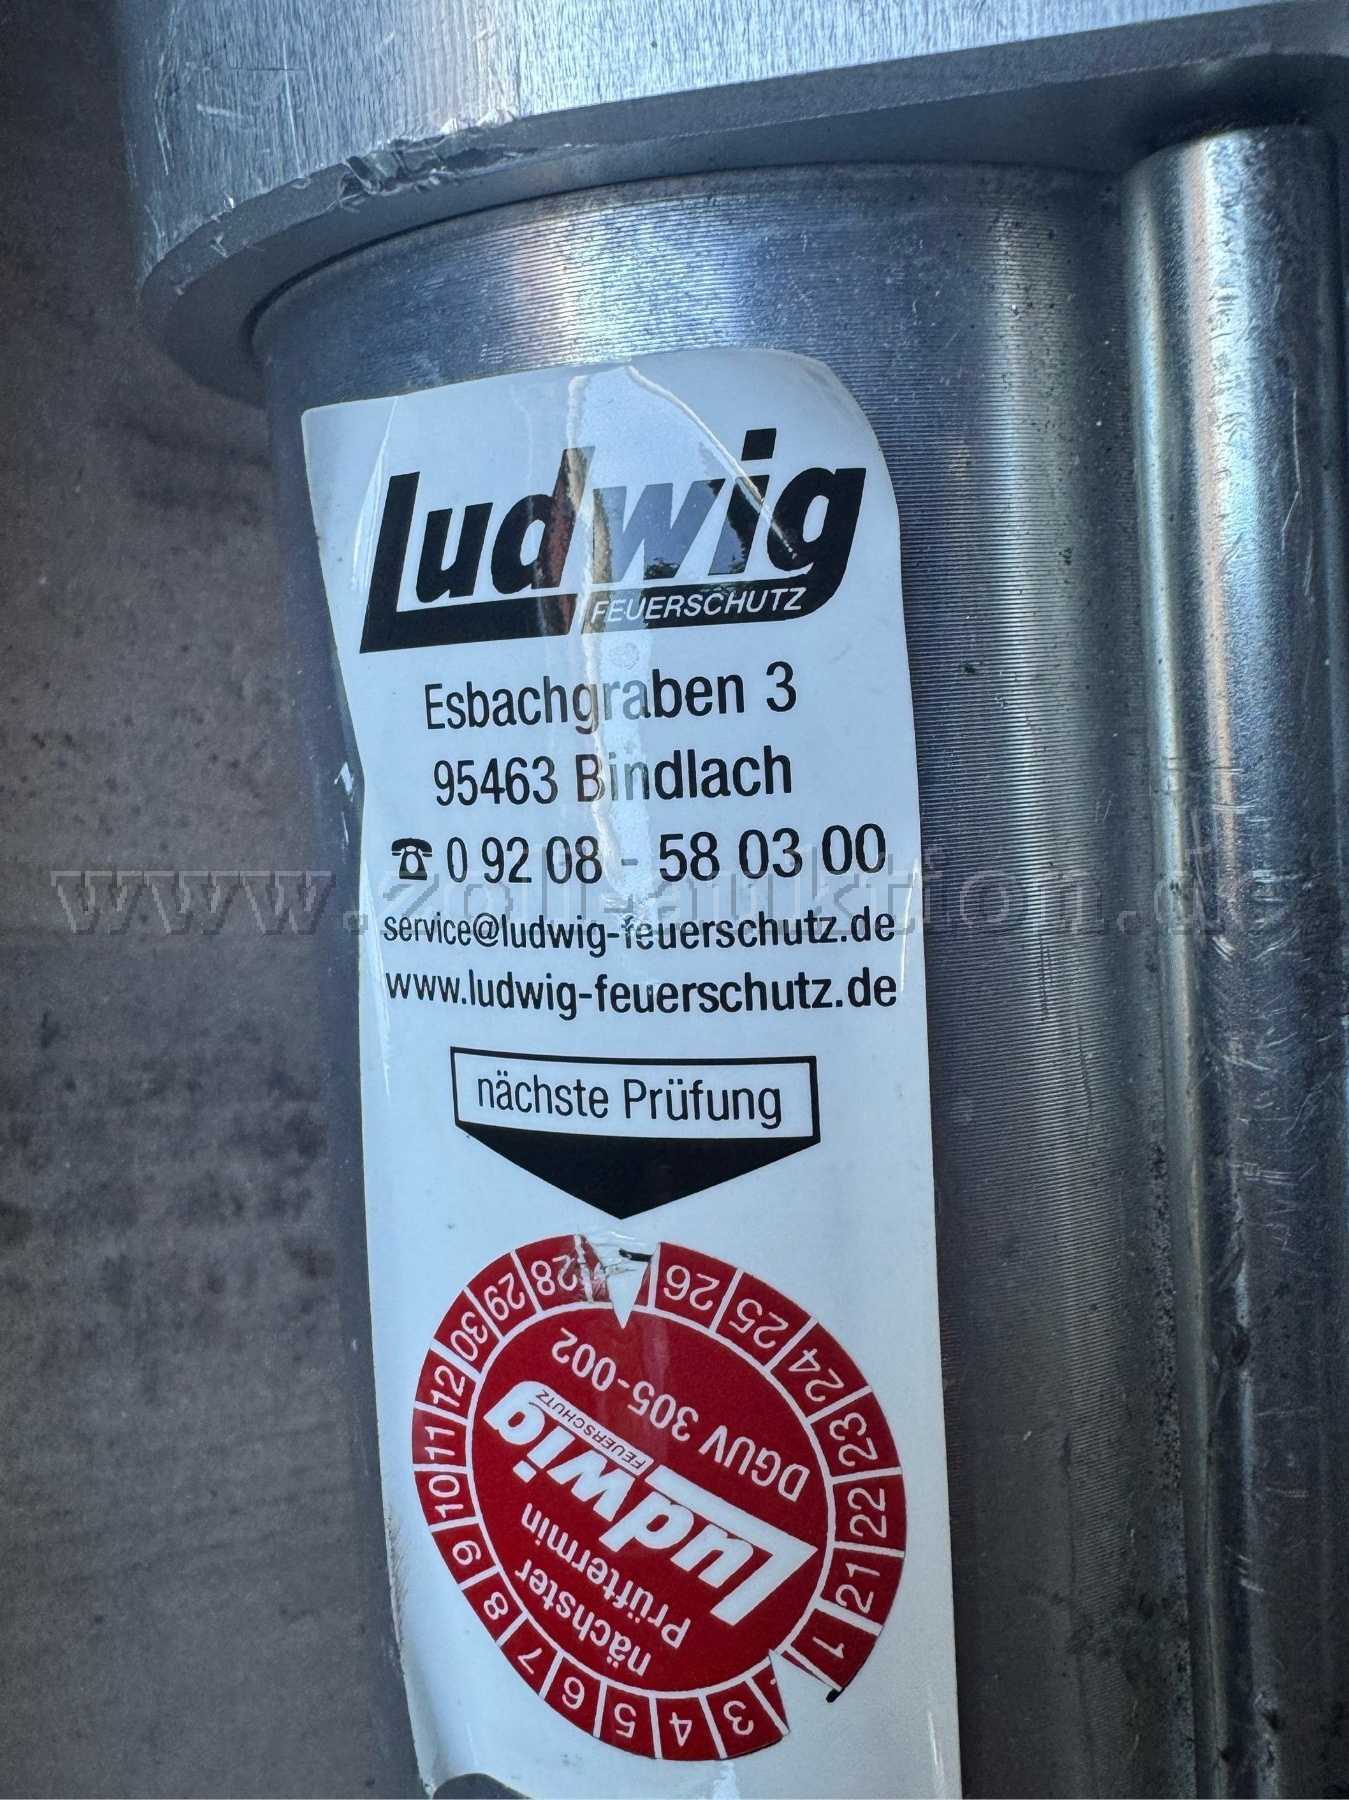 Ludwig
FEUERSCHUTZ
Esbachgraben 3
95463 Bindlach
☎ 0 92 08 - 58 03 00
www.zoll-auktion.de
service@ludwig-feuerschutz.de
www.ludwig-feuerschutz.de
nächste Prüfung
21 22 23 24 25 26 28 29 30
1 3 4 5 6 7 8 9 10 11 12
nächster
Prüftermin
Ludwig
FEUERSCHUTZ
DGUV 305-002